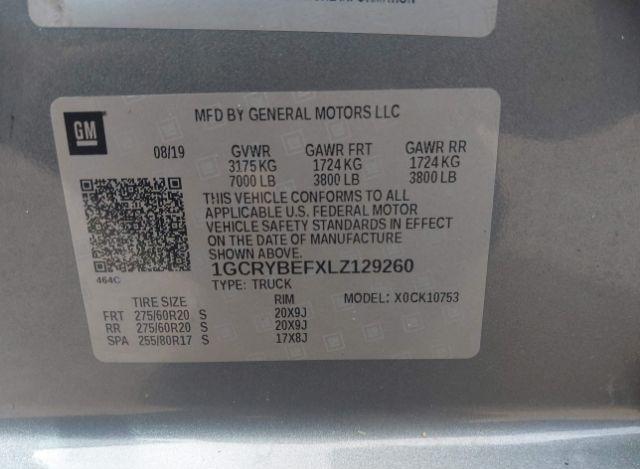 GM
MFD BY GENERAL MOTORS LLC
08/19 GVWR GAWR FRT GAWR RR
3175 KG 1724 KG 1724 KG
7000 LB 3800 LB 3800 LB
THIS VEHICLE CONFORMS TO ALL
APPLICABLE U.S. FEDERAL MOTOR
VEHICLE SAFETY STANDARDS IN EFFECT
ON THE DATE OF MANUFACTURE
SHOWN ABOVE.
464C
1GCRYBEFXLZ129260
TYPE: TRUCK MODEL: X0CK10753
TIRE SIZE RIM
FRT 275/60R20 S 20X9J
RR 275/60R20 S 20X9J
SPA 255/80R17 S 17X8J